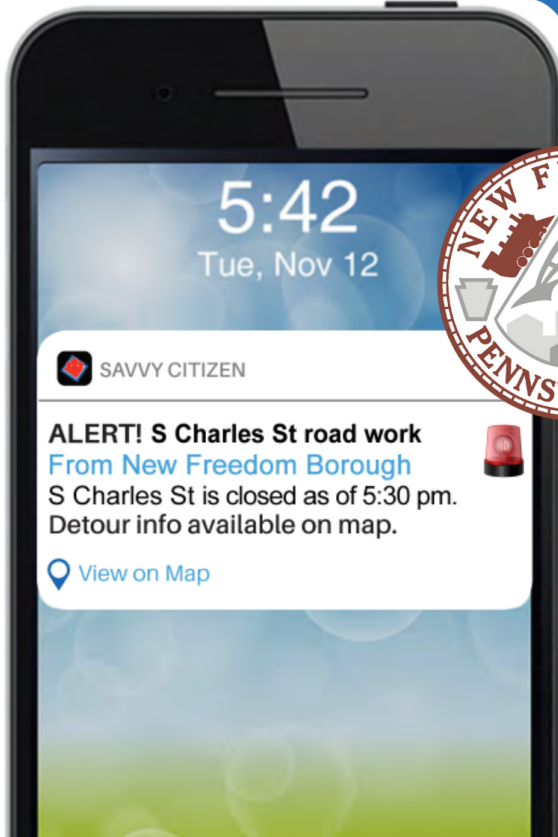 5:42
Tue, Nov 12
NEW F
PENNS
SAVVY CITIZEN
ALERT! S Charles St road work
From New Freedom Borough
S Charles St is closed as of 5:30 pm.
Detour info available on map.
View on Map